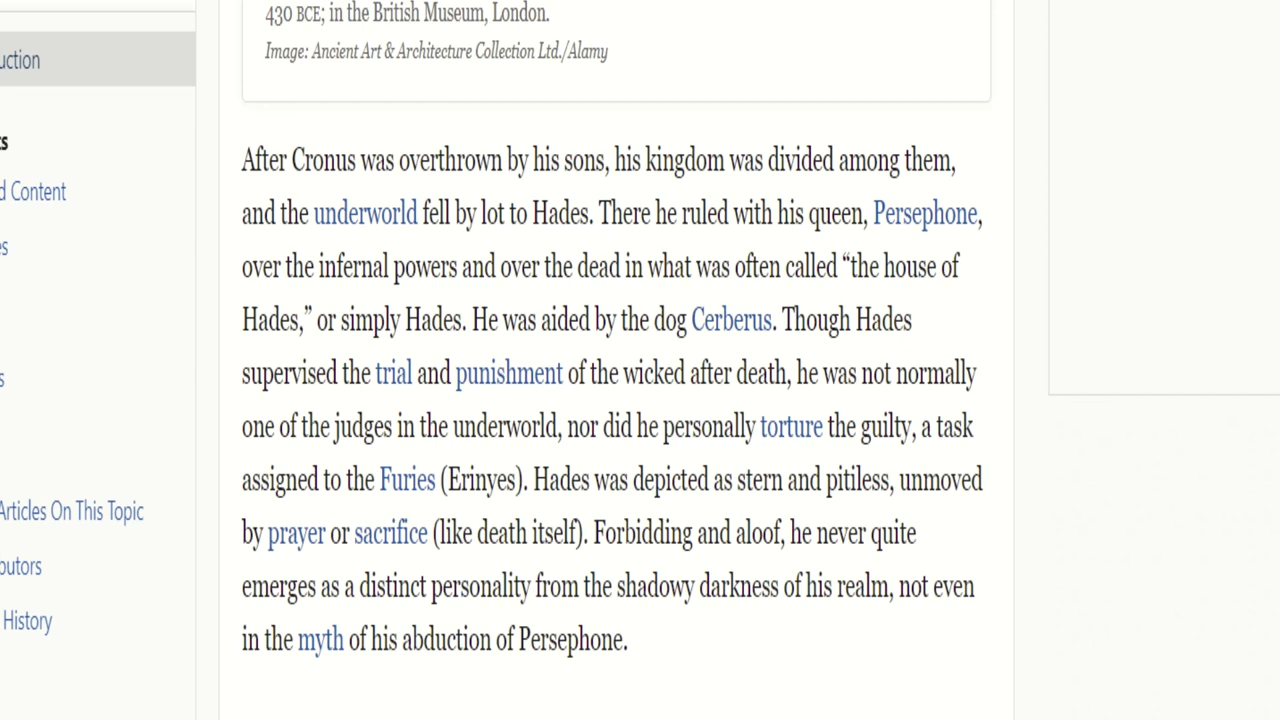 430 BCE; in the British Museum, London.
Image: Ancient Art & Architecture Collection Ltd./Alamy
After Cronus was overthrown by his sons, his kingdom was divided among them,
and the underworld fell by lot to Hades. There he ruled with his queen, Persephone,
over the infernal powers and over the dead in what was often called “the house of
Hades,” or simply Hades. He was aided by the dog Cerberus. Though Hades
supervised the trial and punishment of the wicked after death, he was not normally
one of the judges in the underworld, nor did he personally torture the guilty, a task
assigned to the Furies (Erinyes). Hades was depicted as stern and pitiless, unmoved
by prayer or sacrifice (like death itself). Forbidding and aloof, he never quite
emerges as a distinct personality from the shadowy darkness of his realm, not even
in the myth of his abduction of Persephone.
uction
d Content
Articles On This Topic
butors
History